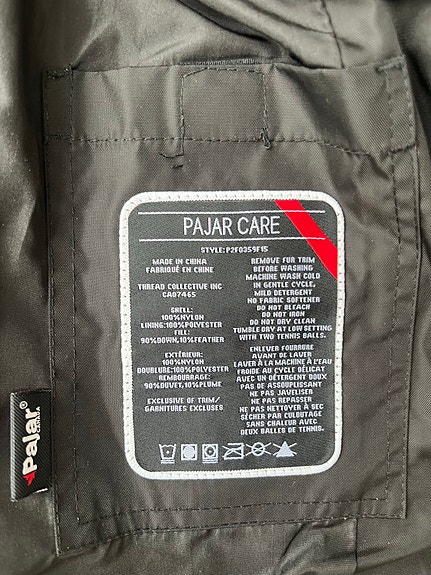 PAJAR CARE
STYLE:P2F0359F15
MADE IN CHINA
FABRIQUÉ EN CHINE
THREAD COLLECTIVE INC
CA07465
SHELL:
100%NYLON
LINING:100%POLYESTER
FILL:
90%DOWN,10%FEATHER
EXTÉRIEUR:
100%NYLON
DOUBLURE:100%POLYESTER
REMBOURRAGE:
90%DUVET,10%PLUME
EXCLUSIVE OF TRIM/
GARNITURES EXCLUSES
REMOVE FUR TRIM
BEFORE WASHING
MACHINE WASH COLD
IN GENTLE CYCLE,
MILD DETERGENT
NO FABRIC SOFTENER
DO NOT BLEACH
DO NOT IRON
DO NOT DRY CLEAN
TUMBLE DRY AT LOW SETTING
WITH TWO TENNIS BALLS.
ENLEVER FOURRURE
AVANT DE LAVER
LAVER À LA MACHINE À L'EAU
FROIDE AU CYCLE DÉLICAT
AVEC UN DÉTERGENT DOUX
PAS DE ASSOUPLISSANT
NE PAS JAVELISER
NE PAS REPASSER
NE PAS NETTOYER À SEC
SÉCHER PAR CULBUTAGE
SANS CHALEUR AVEC
DEUX BALLES DE TENNIS.
Pajar®
CANADA